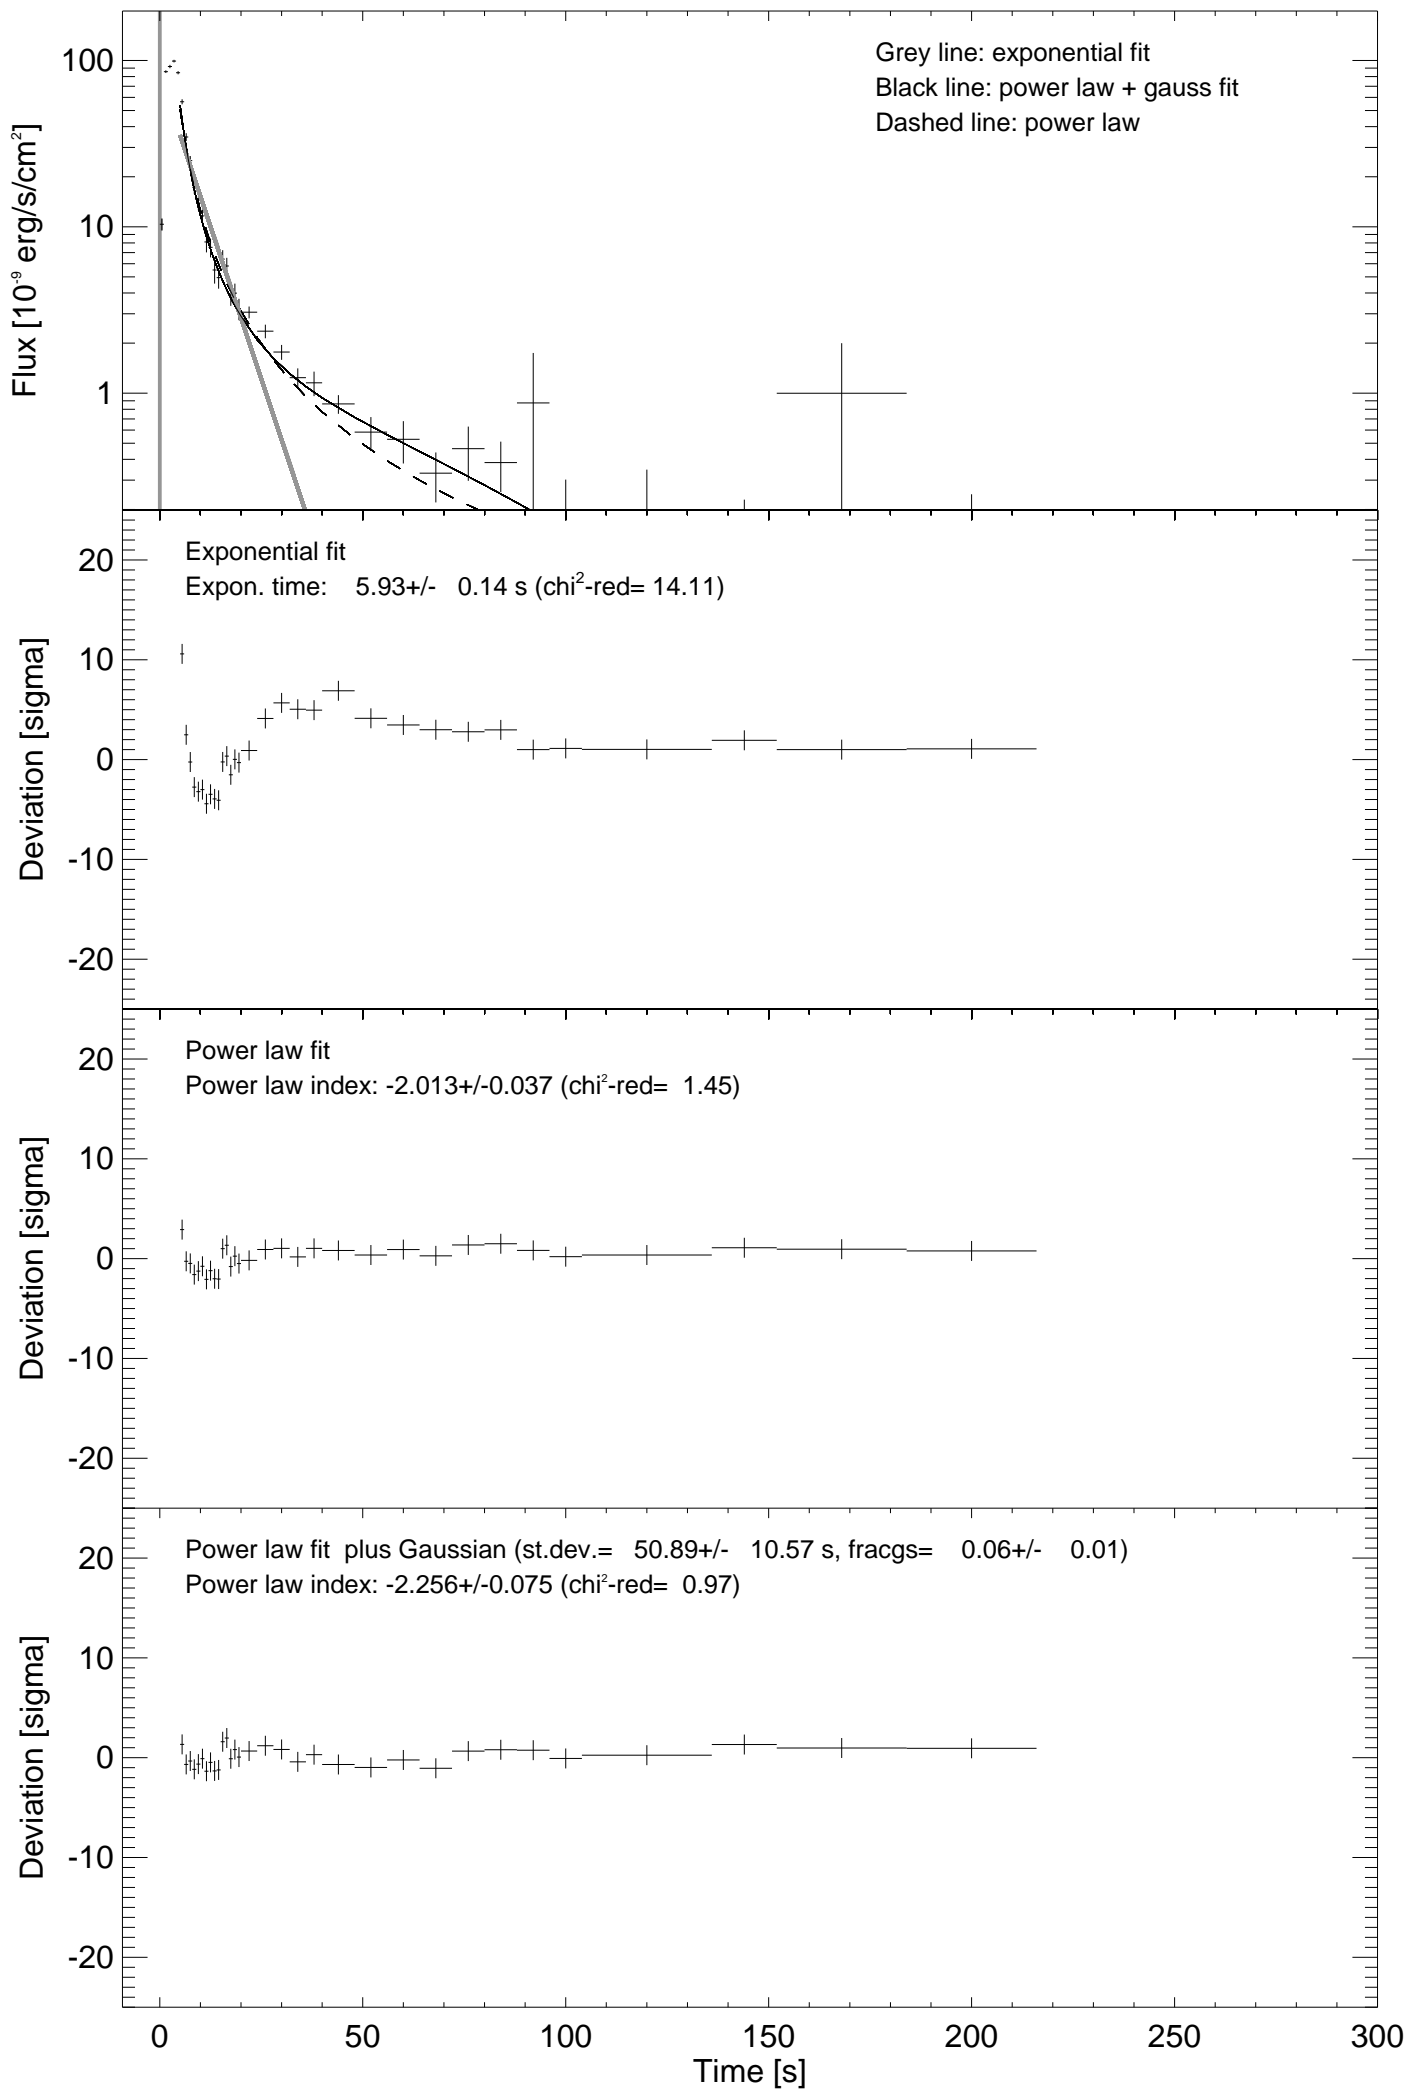 Grey line: exponential fit
Black line: power law + gauss fit
Dashed line: power law
100
10
1
Flux [10⁻⁹ erg/s/cm²]
Exponential fit
Expon. time: 5.93+/- 0.14 s (chi²-red= 14.11)
20
10
0
-10
-20
Deviation [sigma]
Power law fit
Power law index: -2.013+/-0.037 (chi²-red= 1.45)
20
10
0
-10
-20
Deviation [sigma]
Power law fit plus Gaussian (st.dev.= 50.89+/- 10.57 s, fracgs= 0.06+/- 0.01)
Power law index: -2.256+/-0.075 (chi²-red= 0.97)
20
10
0
-10
-20
Deviation [sigma]
0 50 100 150 200 250 300
Time [s]